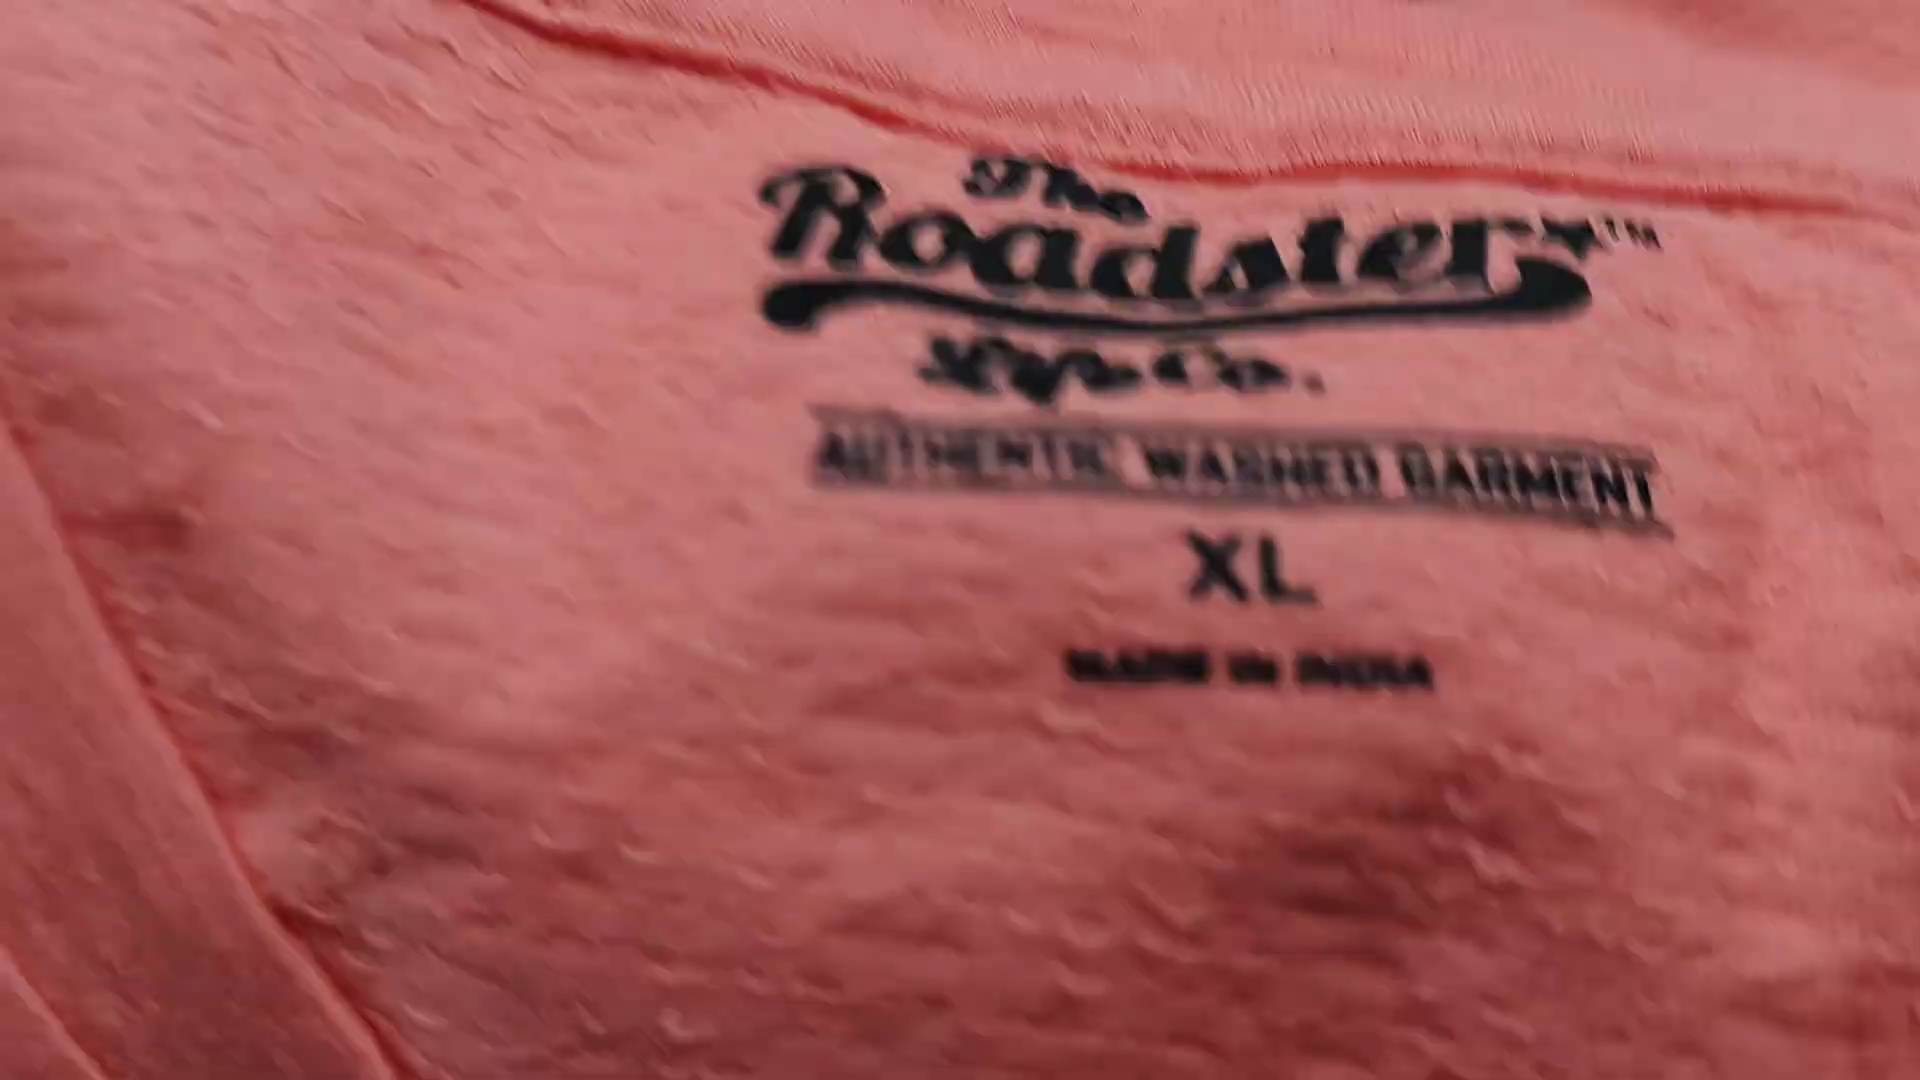 The
Roadster™
Life Co.
AUTHENTIC WASHED GARMENT
XL
MADE IN INDIA